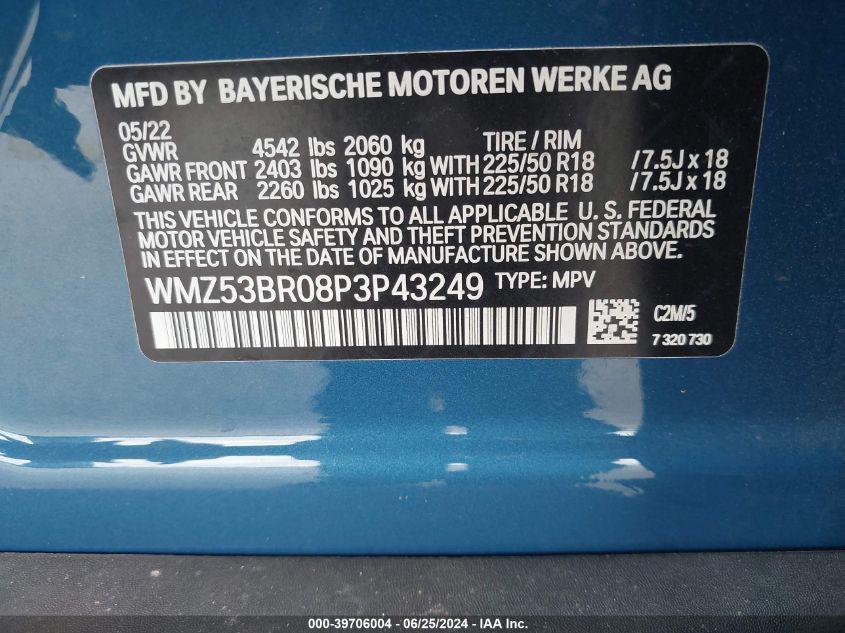 MFD BY BAYERISCHE MOTOREN WERKE AG
05/22
GVWR 4542 lbs 2060 kg TIRE / RIM
GAWR FRONT 2403 lbs 1090 kg WITH 225/50 R18 /7.5J x 18
GAWR REAR 2260 lbs 1025 kg WITH 225/50 R18 /7.5J x 18
THIS VEHICLE CONFORMS TO ALL APPLICABLE U. S. FEDERAL
MOTOR VEHICLE SAFETY AND THEFT PREVENTION STANDARDS
IN EFFECT ON THE DATE OF MANUFACTURE SHOWN ABOVE.
WMZ53BR08P3P43249 TYPE: MPV
C2M/5
7 320 730
000-39706004 - 06/25/2024 - IAA Inc.